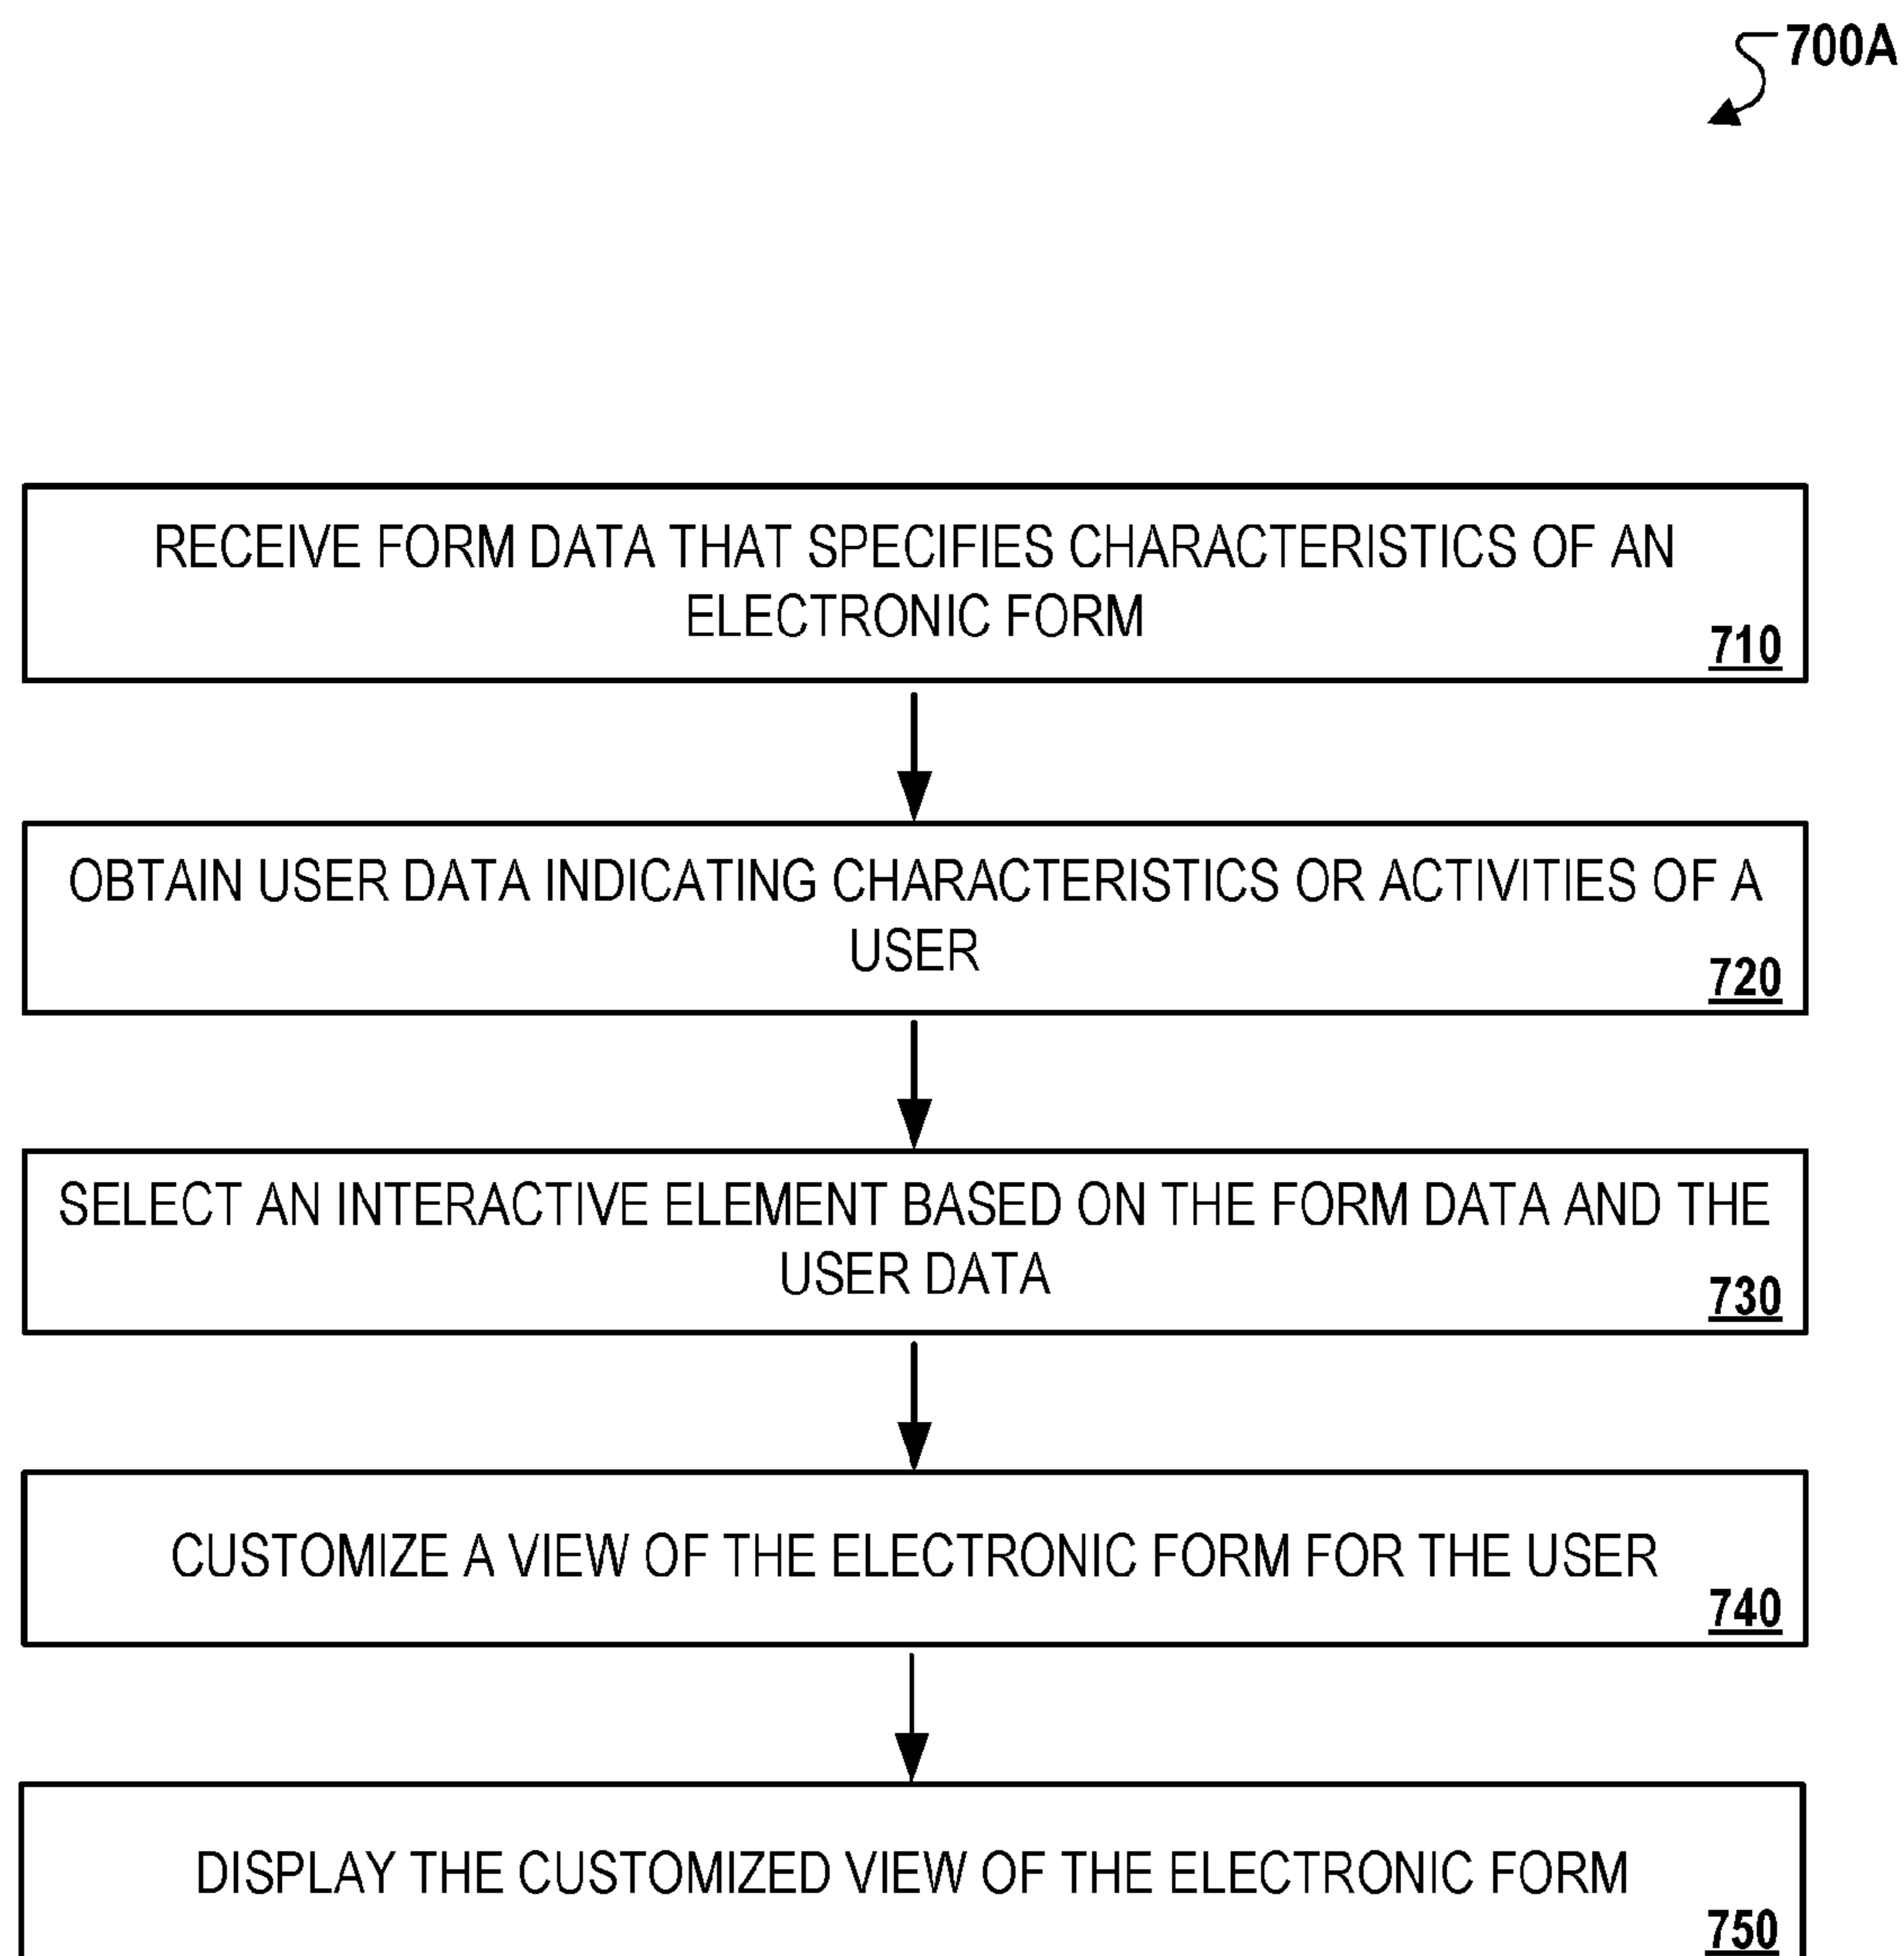 700A
RECEIVE FORM DATA THAT SPECIFIES CHARACTERISTICS OF AN
ELECTRONIC FORM
710
OBTAIN USER DATA INDICATING CHARACTERISTICS OR ACTIVITIES OF A
USER
720
SELECT AN INTERACTIVE ELEMENT BASED ON THE FORM DATA AND THE
USER DATA
730
CUSTOMIZE A VIEW OF THE ELECTRONIC FORM FOR THE USER
740
DISPLAY THE CUSTOMIZED VIEW OF THE ELECTRONIC FORM
750